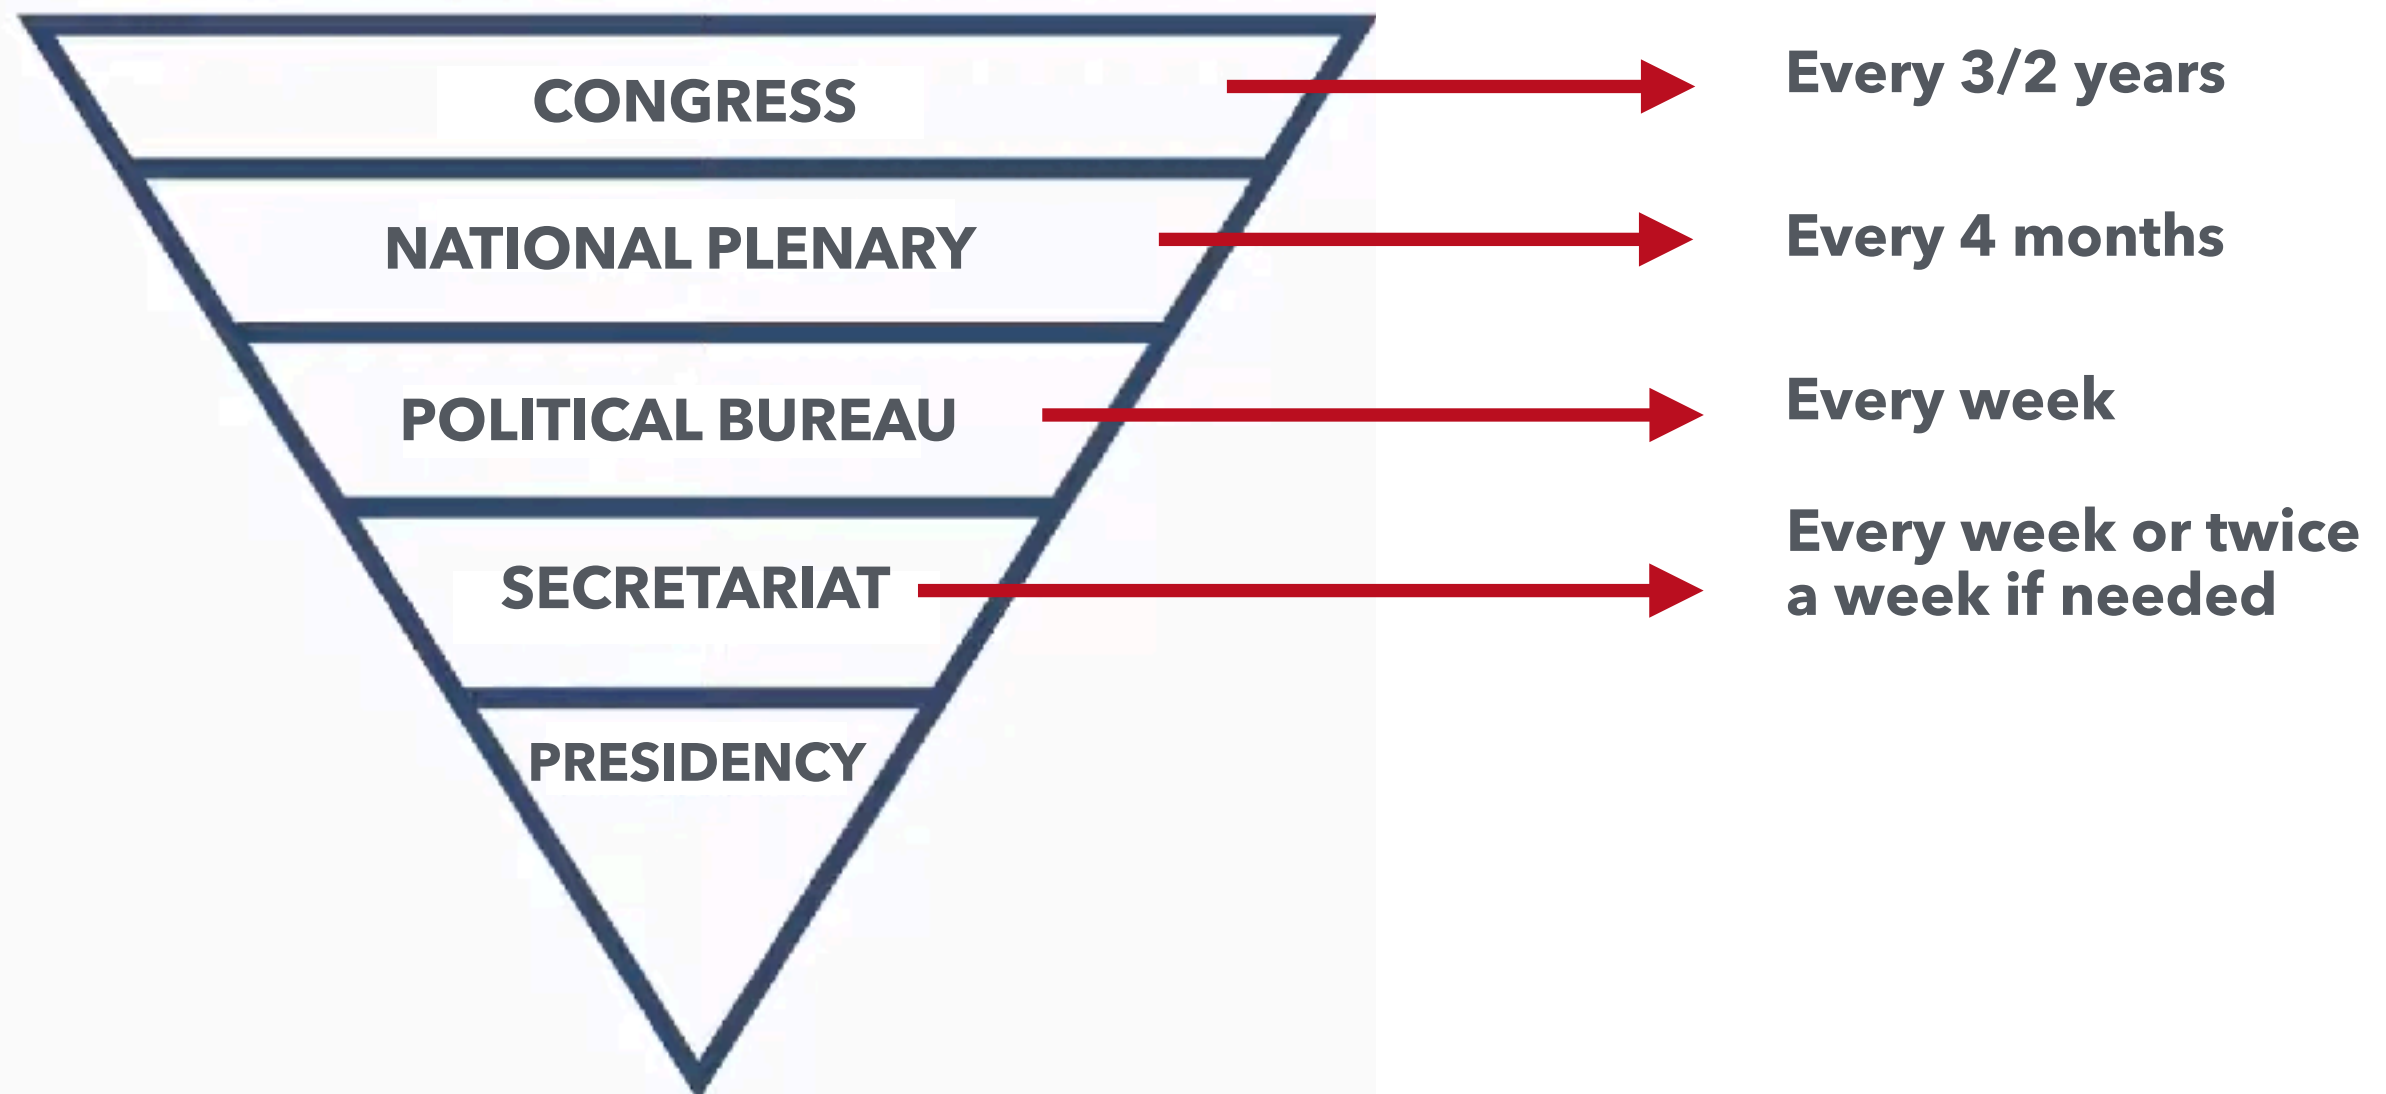 CONGRESS
Every 3/2 years
NATIONAL PLENARY
Every 4 months
POLITICAL BUREAU
Every week
SECRETARIAT
Every week or twice
a week if needed
PRESIDENCY